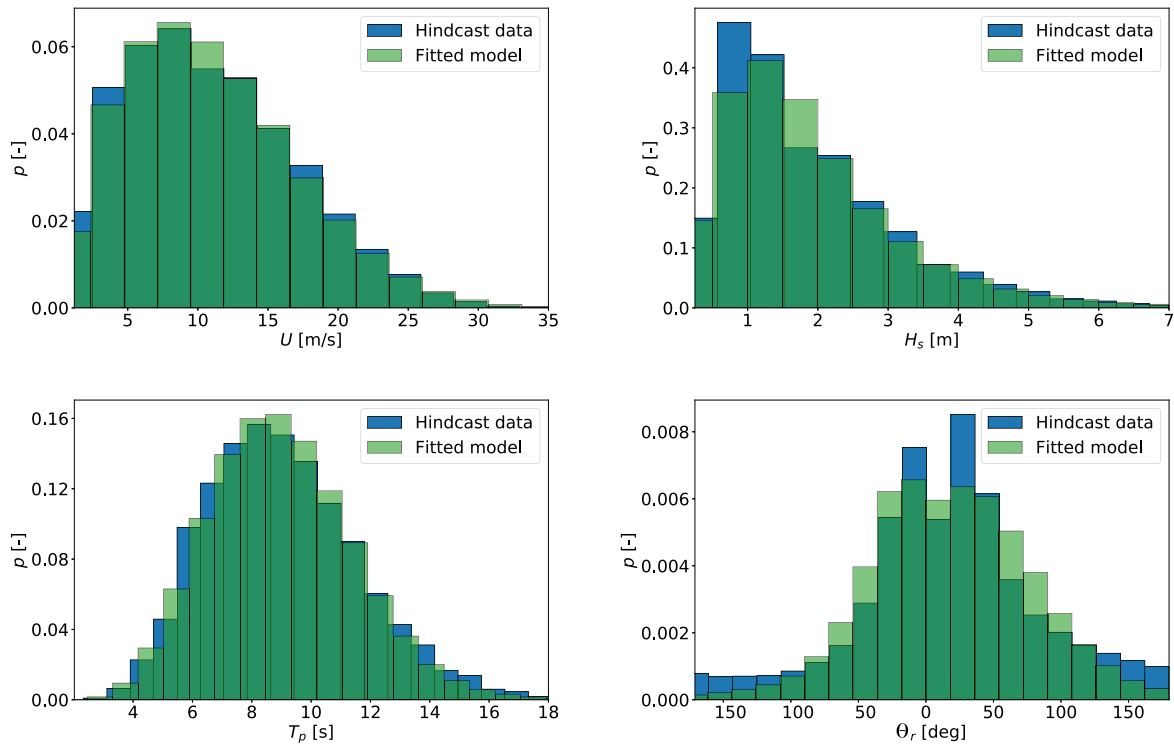 0.06
0.04
0.02
0.00
p [-]
Hindcast data
Fitted model
5 10 15 20 25 30 35
U [m/s]
0.4
0.3
0.2
0.1
0.0
p [-]
Hindcast data
Fitted model
1 2 3 4 5 6 7
H_s [m]
0.16
0.12
0.08
0.04
0.00
p [-]
Hindcast data
Fitted model
4 6 8 10 12 14 16 18
T_p [s]
0.008
0.006
0.004
0.002
0.000
p [-]
Hindcast data
Fitted model
150 100 50 0 50 100 150
Θ_r [deg]